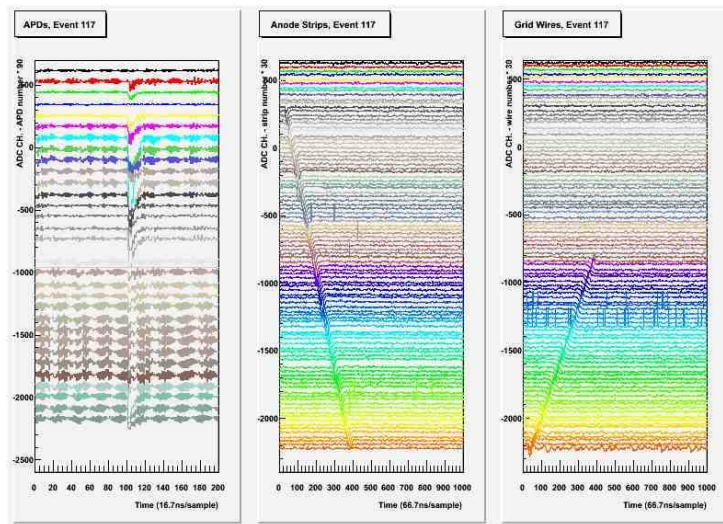 APDs, Event 117
ADC CH. - APD number * 30
500
0
-500
-1000
-1500
-2000
-2500
0 20 40 60 80 100 120 140 160 180 200
Time (16.7ns/sample)
Anode Strips, Event 117
ADC CH. - strip number * 30
500
0
-500
-1000
-1500
-2000
0 100 200 300 400 500 600 700 800 900 1000
Time (66.7ns/sample)
Grid Wires, Event 117
ADC CH. - wire number * 30
500
0
-500
-1000
-1500
-2000
0 100 200 300 400 500 600 700 800 900 1000
Time (66.7ns/sample)